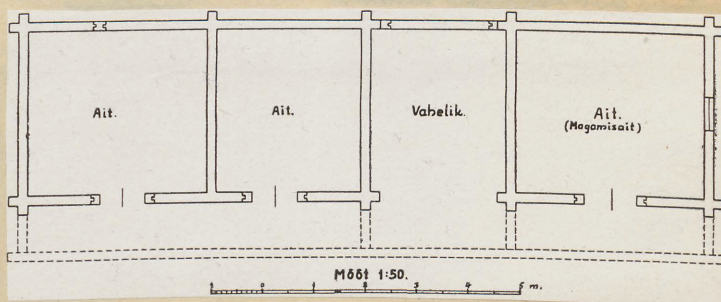 Ait.
Ait.
Vahelik.
Ait.
(Magamisait)
Mõõt 1:50.
1 0 1 2 3 4 5 m.